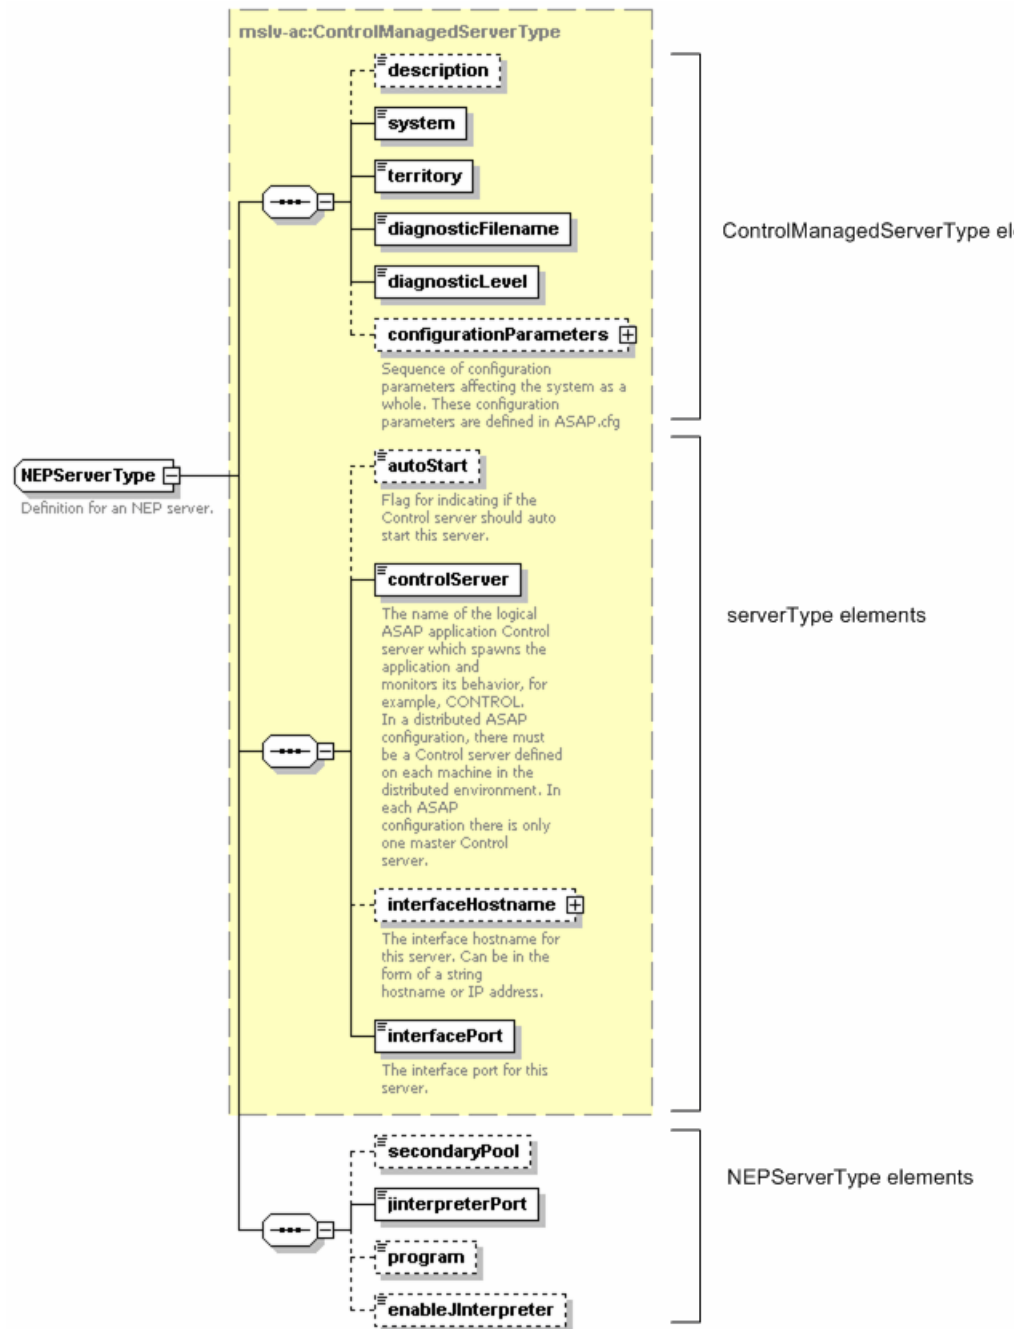 mslv-ac:ControlManagedServerType
description
system
territory
diagnosticFilename
diagnosticLevel
configurationParameters
Sequence of configuration
parameters affecting the system as a
whole. These configuration
parameters are defined in ASAP.cfg
ControlManagedServerType el
NEPServerType
Definition for an NEP server.
autoStart
Flag for indicating if the
Control server should auto
start this server.
controlServer
The name of the logical
ASAP application Control
server which spawns the
application and
monitors its behavior, for
example, CONTROL.
In a distributed ASAP
configuration, there must
be a Control server defined
on each machine in the
distributed environment. In
each ASAP
configuration there is only
one master Control
server.
interfaceHostname
The interface hostname for
this server. Can be in the
form of a string
hostname or IP address.
interfacePort
The interface port for this
server.
serverType elements
secondaryPool
jinterpreterPort
program
enableJInterpreter
NEPServerType elements